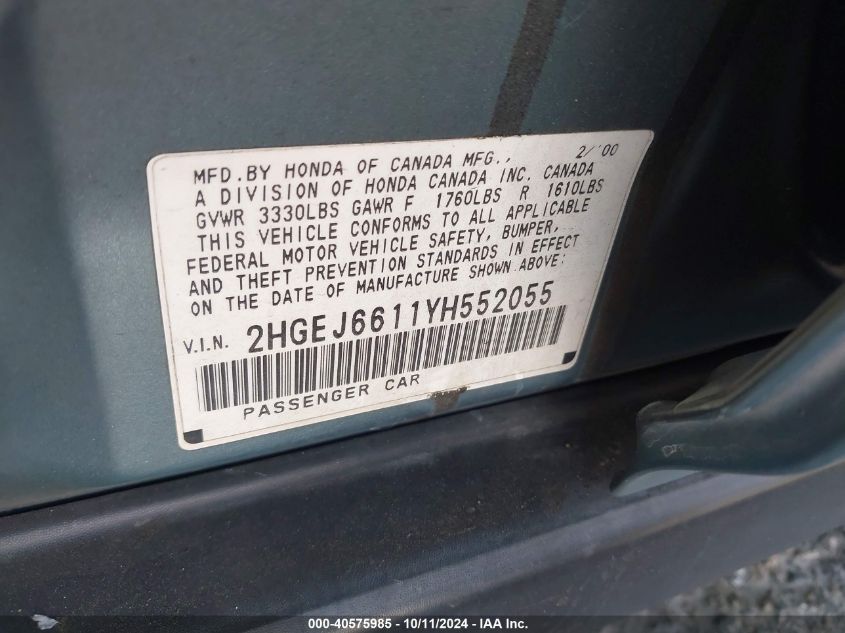 MFD.BY HONDA OF CANADA MFG., 2/'00
A DIVISION OF HONDA CANADA INC. CANADA
GVWR 3330LBS GAWR F 1760LBS R 1610LBS
THIS VEHICLE CONFORMS TO ALL APPLICABLE
FEDERAL MOTOR VEHICLE SAFETY, BUMPER,
AND THEFT PREVENTION STANDARDS IN EFFECT
ON THE DATE OF MANUFACTURE SHOWN ABOVE:
V.I.N. 2HGEJ6611YH552055
PASSENGER CAR
000-40575985 - 10/11/2024 - IAA Inc.